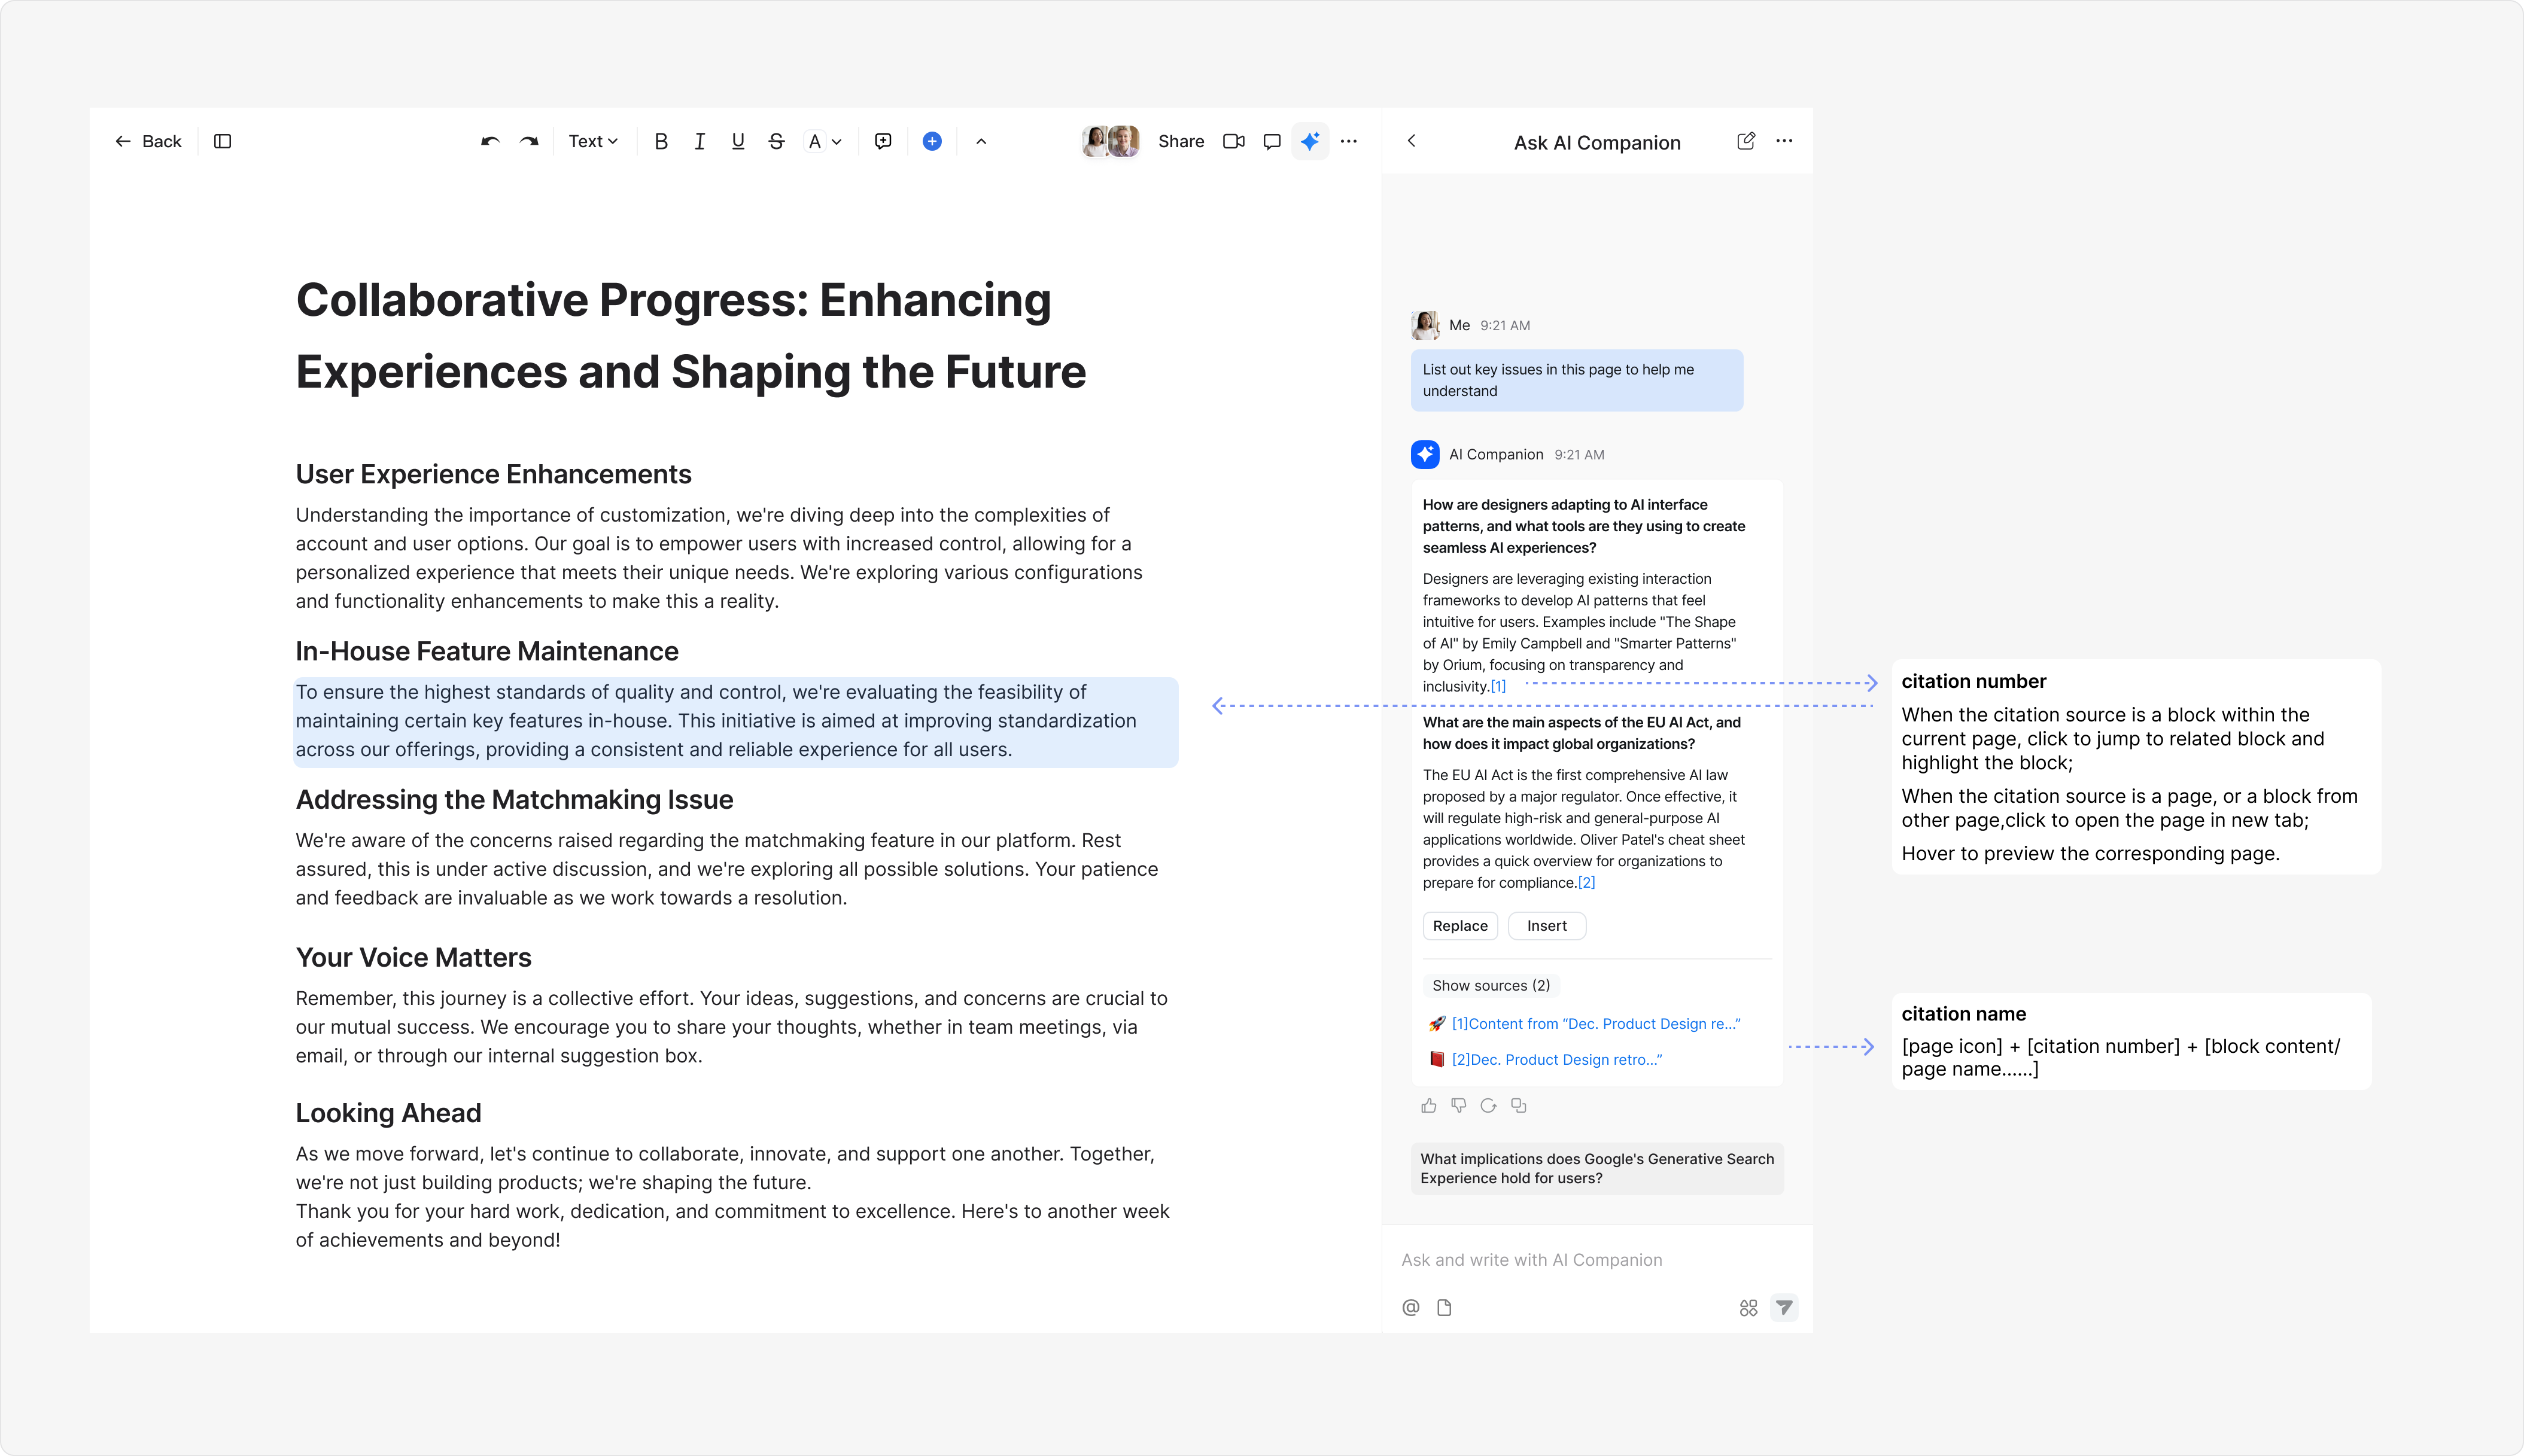 Back
Text
B I U S A
Share
Collaborative Progress: Enhancing
Experiences and Shaping the Future
User Experience Enhancements
Understanding the importance of customization, we're diving deep into the complexities of
account and user options. Our goal is to empower users with increased control, allowing for a
personalized experience that meets their unique needs. We're exploring various configurations
and functionality enhancements to make this a reality.
In-House Feature Maintenance
To ensure the highest standards of quality and control, we're evaluating the feasibility of
maintaining certain key features in-house. This initiative is aimed at improving standardization
across our offerings, providing a consistent and reliable experience for all users.
Addressing the Matchmaking Issue
We're aware of the concerns raised regarding the matchmaking feature in our platform. Rest
assured, this is under active discussion, and we're exploring all possible solutions. Your patience
and feedback are invaluable as we work towards a resolution.
Your Voice Matters
Remember, this journey is a collective effort. Your ideas, suggestions, and concerns are crucial to
our mutual success. We encourage you to share your thoughts, whether in team meetings, via
email, or through our internal suggestion box.
Looking Ahead
As we move forward, let's continue to collaborate, innovate, and support one another. Together,
we're not just building products; we're shaping the future.
Thank you for your hard work, dedication, and commitment to excellence. Here's to another week
of achievements and beyond!
Ask AI Companion
Me 9:21 AM
List out key issues in this page to help me
understand
AI Companion 9:21 AM
How are designers adapting to AI interface
patterns, and what tools are they using to create
seamless AI experiences?
Designers are leveraging existing interaction
frameworks to develop AI patterns that feel
intuitive for users. Examples include "The Shape
of AI" by Emily Campbell and "Smarter Patterns"
by Orium, focusing on transparency and
inclusivity.[1]
What are the main aspects of the EU AI Act, and
how does it impact global organizations?
The EU AI Act is the first comprehensive AI law
proposed by a major regulator. Once effective, it
will regulate high-risk and general-purpose AI
applications worldwide. Oliver Patel's cheat sheet
provides a quick overview for organizations to
prepare for compliance.[2]
Replace Insert
Show sources (2)
[1]Content from “Dec. Product Design re...”
[2]Dec. Product Design retro...”
What implications does Google's Generative Search
Experience hold for users?
Ask and write with AI Companion
@
citation number
When the citation source is a block within the
current page, click to jump to related block and
highlight the block;
When the citation source is a page, or a block from
other page,click to open the page in new tab;
Hover to preview the corresponding page.
citation name
[page icon] + [citation number] + [block content/
page name......]